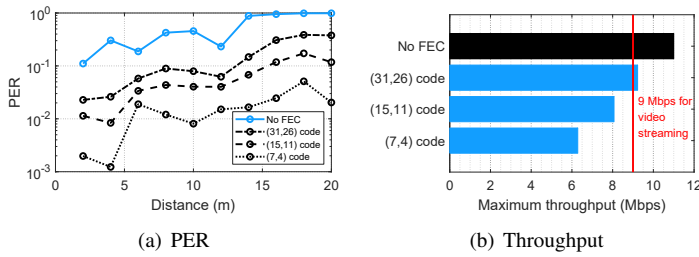 10⁰
10⁻¹
10⁻²
10⁻³
PER
0 5 10 15 20
Distance (m)
No FEC
(31,26) code
(15,11) code
(7,4) code
(a) PER
No FEC
(31,26) code
(15,11) code
(7,4) code
9 Mbps for
video
streaming
0 2 4 6 8 10 12
Maximum throughput (Mbps)
(b) Throughput